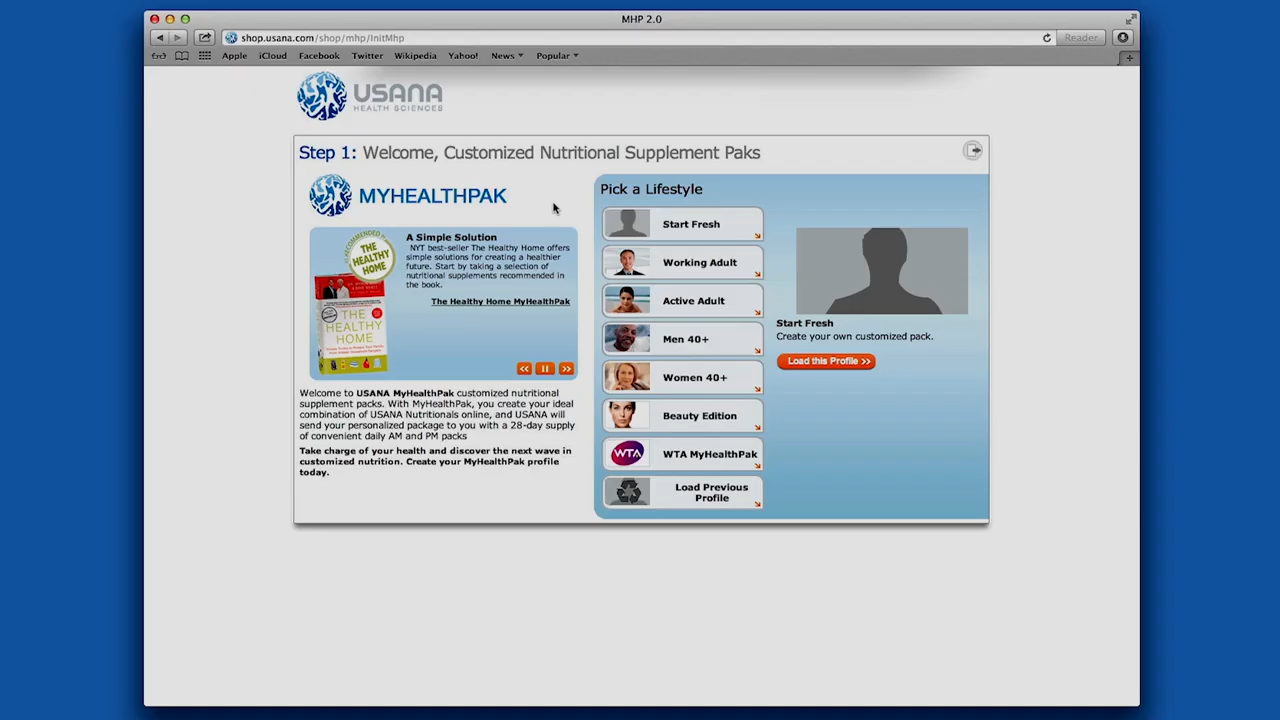 MHP 2.0
shop.usana.com/shop/mhp/InitMhp
Reader
Apple iCloud Facebook Twitter Wikipedia Yahoo! News Popular
USANA
HEALTH SCIENCES
Step 1: Welcome, Customized Nutritional Supplement Paks
MYHEALTHPAK
A Simple Solution
NYT best-seller The Healthy Home offers
simple solutions for creating a healthier
future. Start by taking a selection of
nutritional supplements recommended in
the book.
The Healthy Home MyHealthPak
RECOMMENDED IN
THE
HEALTHY
HOME
THE
HEALTHY
HOME
Welcome to USANA MyHealthPak customized nutritional
supplement packs. With MyHealthPak, you create your ideal
combination of USANA Nutritionals online, and USANA will
send your personalized package to you with a 28-day supply
of convenient daily AM and PM packs
Take charge of your health and discover the next wave in
customized nutrition. Create your MyHealthPak profile
today.
Pick a Lifestyle
Start Fresh
Working Adult
Active Adult
Men 40+
Women 40+
Beauty Edition
WTA
WTA MyHealthPak
Load Previous
Profile
Start Fresh
Create your own customized pack.
Load this Profile >>